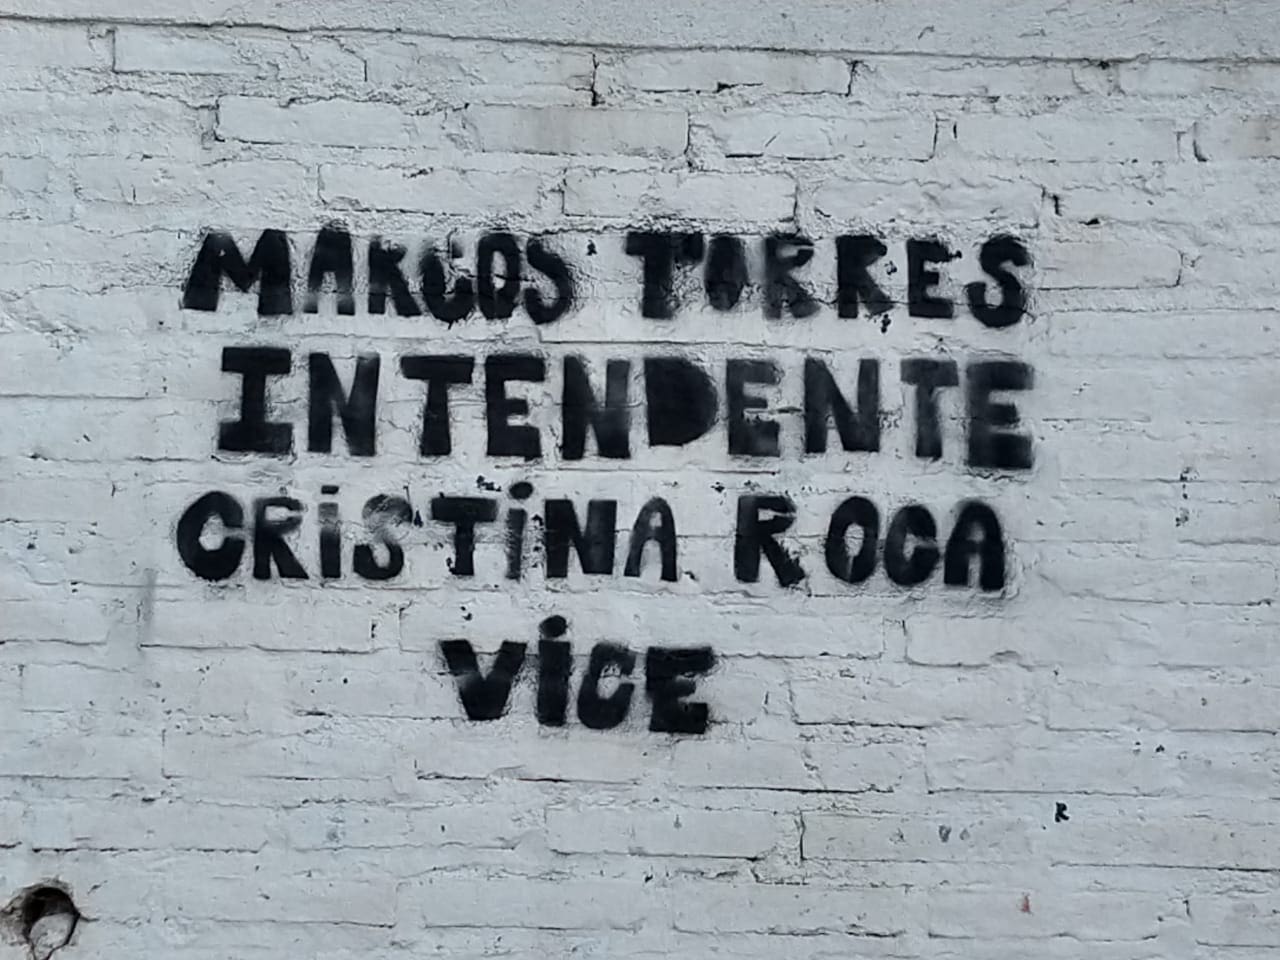 MARCOS TORRES
INTENDENTE
CRiSTiNA ROCA
ViCE